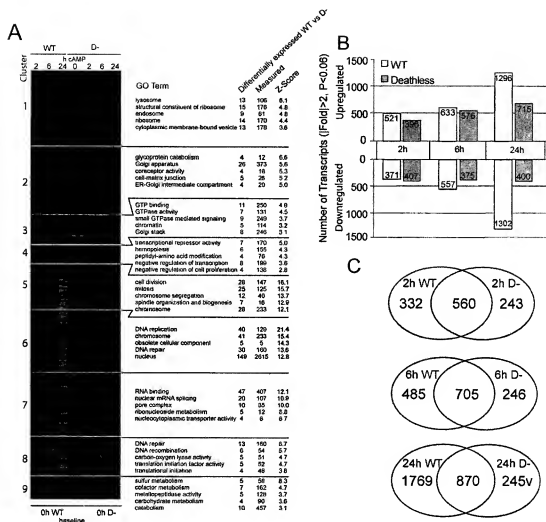 A
WT D-
h cAMP
0 2 6 24 0 2 6 24
Cluster
GO Term
Differentially expressed WT vs D-
Measured
Z-Score
1
lysosome 13 106 6.1
structural constituent of ribosome 15 176 4.8
endosome 9 61 4.8
ribosome 14 170 4.4
cytoplasmic membrane-bound vesicle 13 178 3.6
2
glycoprotein catabolism 4 12 6.6
Golgi apparatus 26 373 5.6
coreceptor activity 4 18 5.3
cell-matrix junction 5 28 5.2
ER-Golgi intermediate compartment 4 20 5.0
3
GTP binding 11 250 4.8
GTPase activity 7 131 4.5
small GTPase mediated signaling 9 249 3.7
chromatin 5 114 3.2
Golgi stack 8 246 3.1
4
transcriptional repressor activity 7 170 5.0
hemopoiesis 6 155 4.3
peptidyl-amino acid modification 4 76 4.3
negative regulation of transcription 8 199 3.6
negative regulation of cell proliferation 4 138 2.8
5
cell division 28 147 16.1
mitosis 25 125 15.7
chromosome segregation 12 40 13.7
spindle organization and biogenesis 7 16 12.9
chromosome 28 233 12.1
6
DNA replication 40 129 21.4
chromosome 41 233 15.4
obsolete cellular component 5 5 14.3
DNA repair 30 160 13.6
nucleus 149 2615 12.8
7
RNA binding 47 407 12.1
nuclear mRNA splicing 20 107 10.9
pore complex 10 35 10.0
ribonucleoside metabolism 5 12 8.8
nucleocytoplasmic transporter activity 4 8 8.7
8
DNA repair 13 160 5.7
DNA recombination 6 54 5.7
carbon-oxygen lyase activity 5 51 4.7
translation initiation factor activity 5 52 4.7
translational initiation 4 48 3.8
9
sulfur metabolism 5 58 8.3
cofactor metabolism 7 162 4.7
metallopeptidase activity 5 128 3.7
carbohydrate metabolism 4 90 3.6
catabolism 10 457 3.1
0h WT 0h D-
baseline
B
Number of Transcripts (|Fold|>2, P<0.06)
Upregulated
Downregulated
1500
1000
500
0
WT
Deathless
521
633 576
1296 715
2h 6h 24h
0
500
1000
1500
371 407
557 375
1302 400
C
2h WT 2h D-
332 560 243
6h WT 6h D-
485 705 246
24h WT 24h D-
1769 870 245v